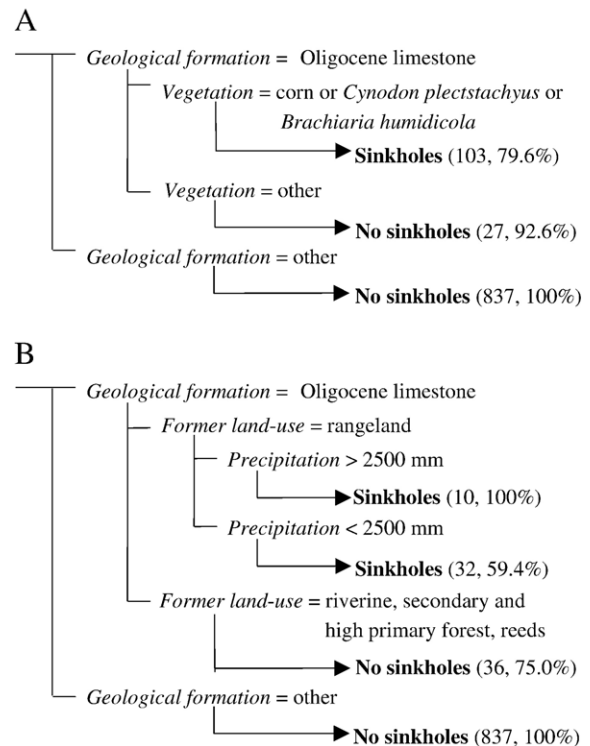 A
Geological formation = Oligocene limestone
Vegetation = corn or Cynodon plectstachyus or
Brachiaria humidicola
Sinkholes (103, 79.6%)
Vegetation = other
No sinkholes (27, 92.6%)
Geological formation = other
No sinkholes (837, 100%)
B
Geological formation = Oligocene limestone
Former land-use = rangeland
Precipitation > 2500 mm
Sinkholes (10, 100%)
Precipitation < 2500 mm
Sinkholes (32, 59.4%)
Former land-use = riverine, secondary and
high primary forest, reeds
No sinkholes (36, 75.0%)
Geological formation = other
No sinkholes (837, 100%)